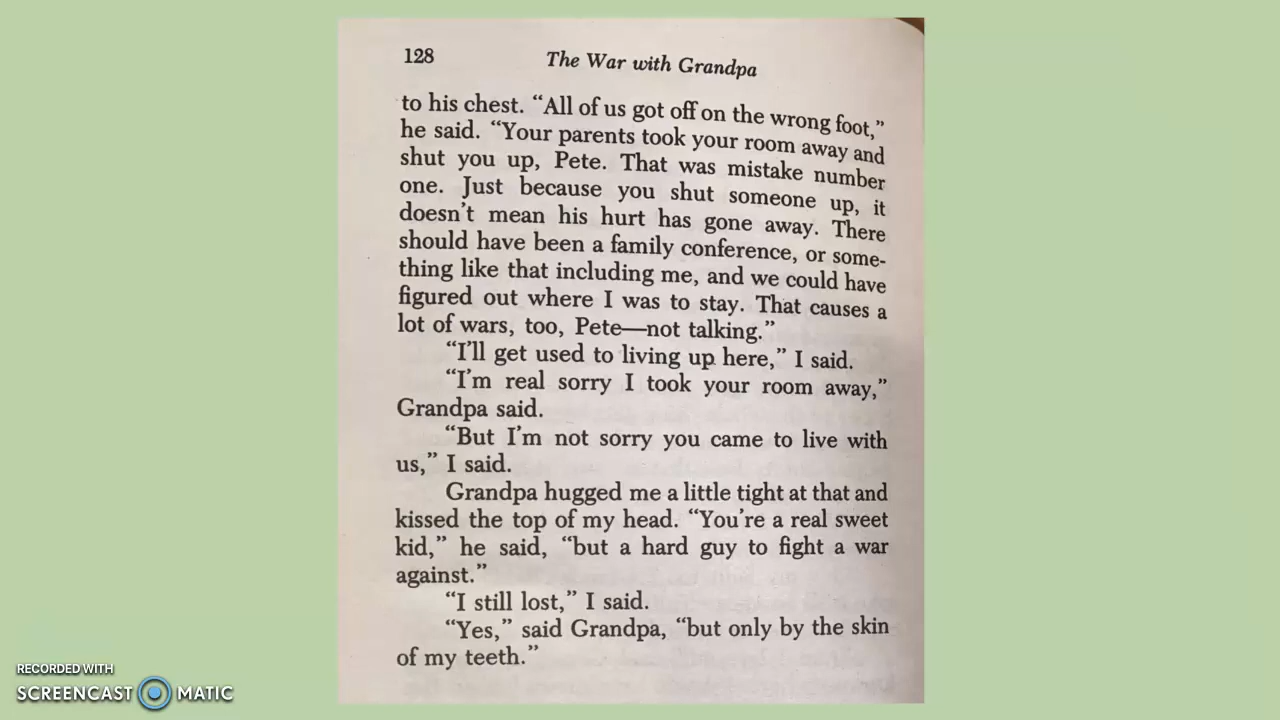 128 The War with Grandpa
to his chest. “All of us got off on the wrong foot,”
he said. “Your parents took your room away and
shut you up, Pete. That was mistake number
one. Just because you shut someone up, it
doesn’t mean his hurt has gone away. There
should have been a family conference, or some-
thing like that including me, and we could have
figured out where I was to stay. That causes a
lot of wars, too, Pete—not talking.”
“I’ll get used to living up here,” I said.
“I’m real sorry I took your room away,”
Grandpa said.
“But I’m not sorry you came to live with
us,” I said.
Grandpa hugged me a little tight at that and
kissed the top of my head. “You’re a real sweet
kid,” he said, “but a hard guy to fight a war
against.”
“I still lost,” I said.
“Yes,” said Grandpa, “but only by the skin
of my teeth.”
RECORDED WITH
SCREENCAST MATIC